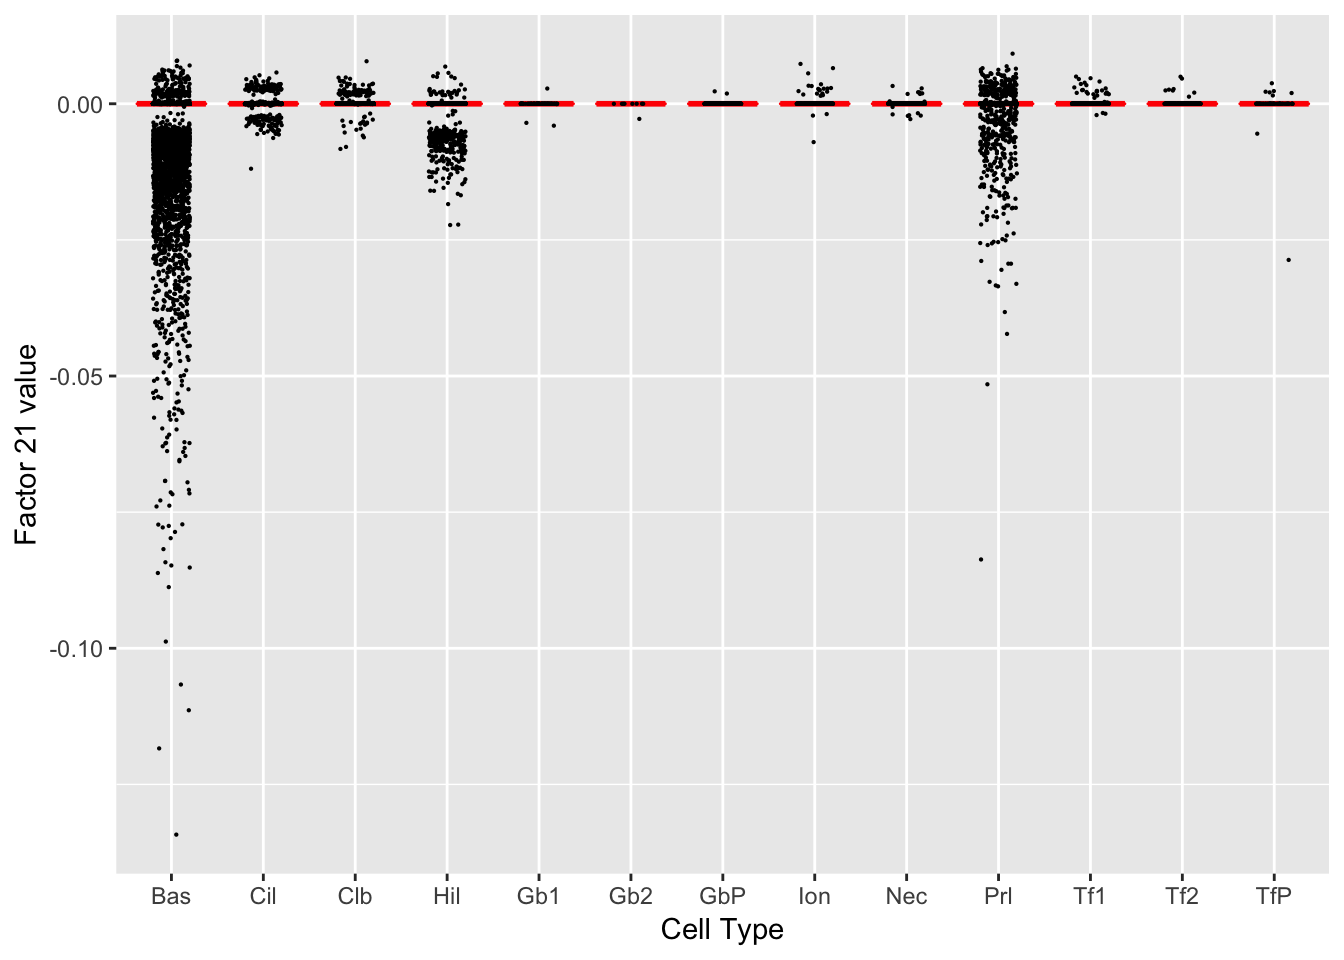 0.00
-0.05
-0.10
Factor 21 value
Bas Cil Clb Hil Gb1 Gb2 GbP Ion Nec Prl Tf1 Tf2 TfP
Cell Type